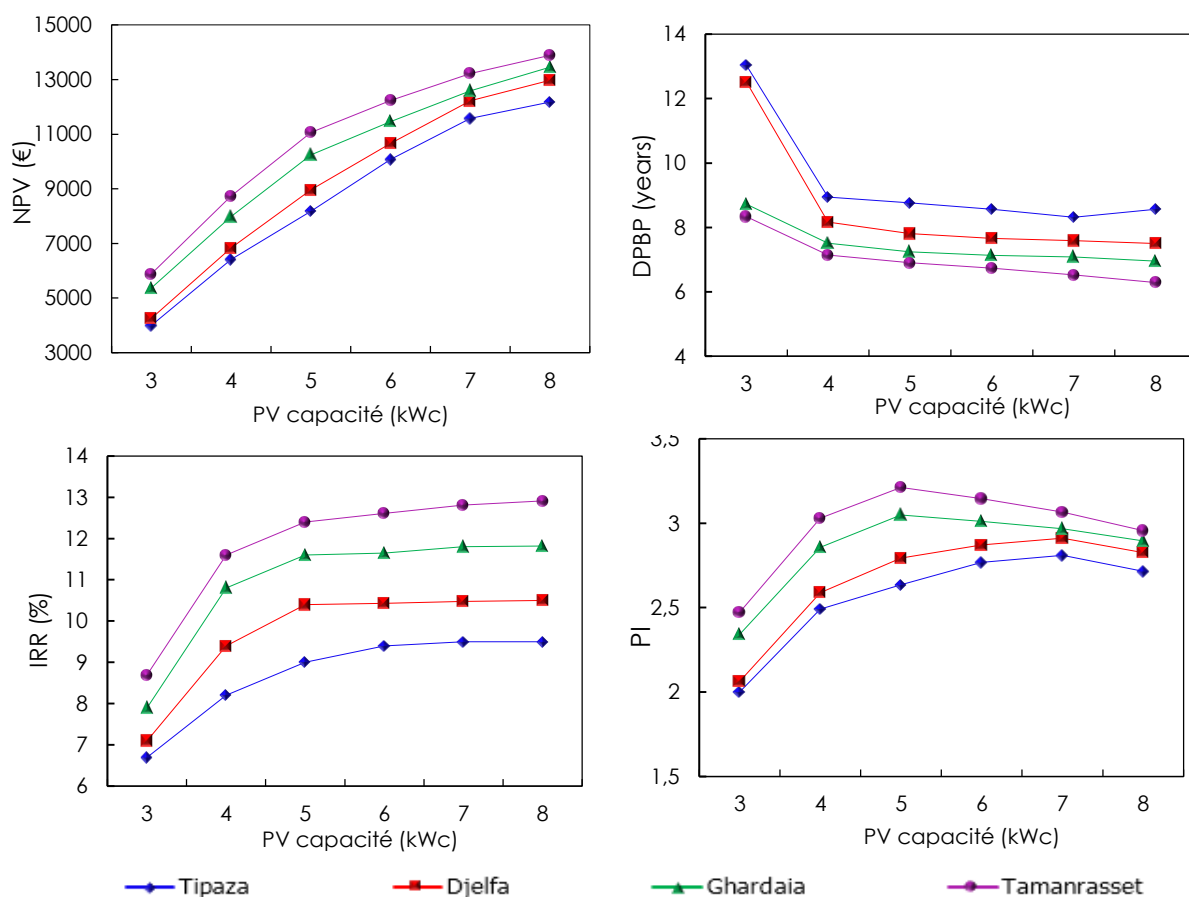 15000
13000
11000
9000
7000
5000
3000
NPV (€)
3 4 5 6 7 8
PV capacité (kWc)
14
12
10
8
6
4
DPBP (years)
3 4 5 6 7 8
PV capacité (kWc)
14
13
12
11
10
9
8
7
6
IRR (%)
3 4 5 6 7 8
PV capacité (kWc)
3,5
3
2,5
2
1,5
PI
3 4 5 6 7 8
PV capacité (kWc)
Tipaza Djelfa Ghardaia Tamanrasset